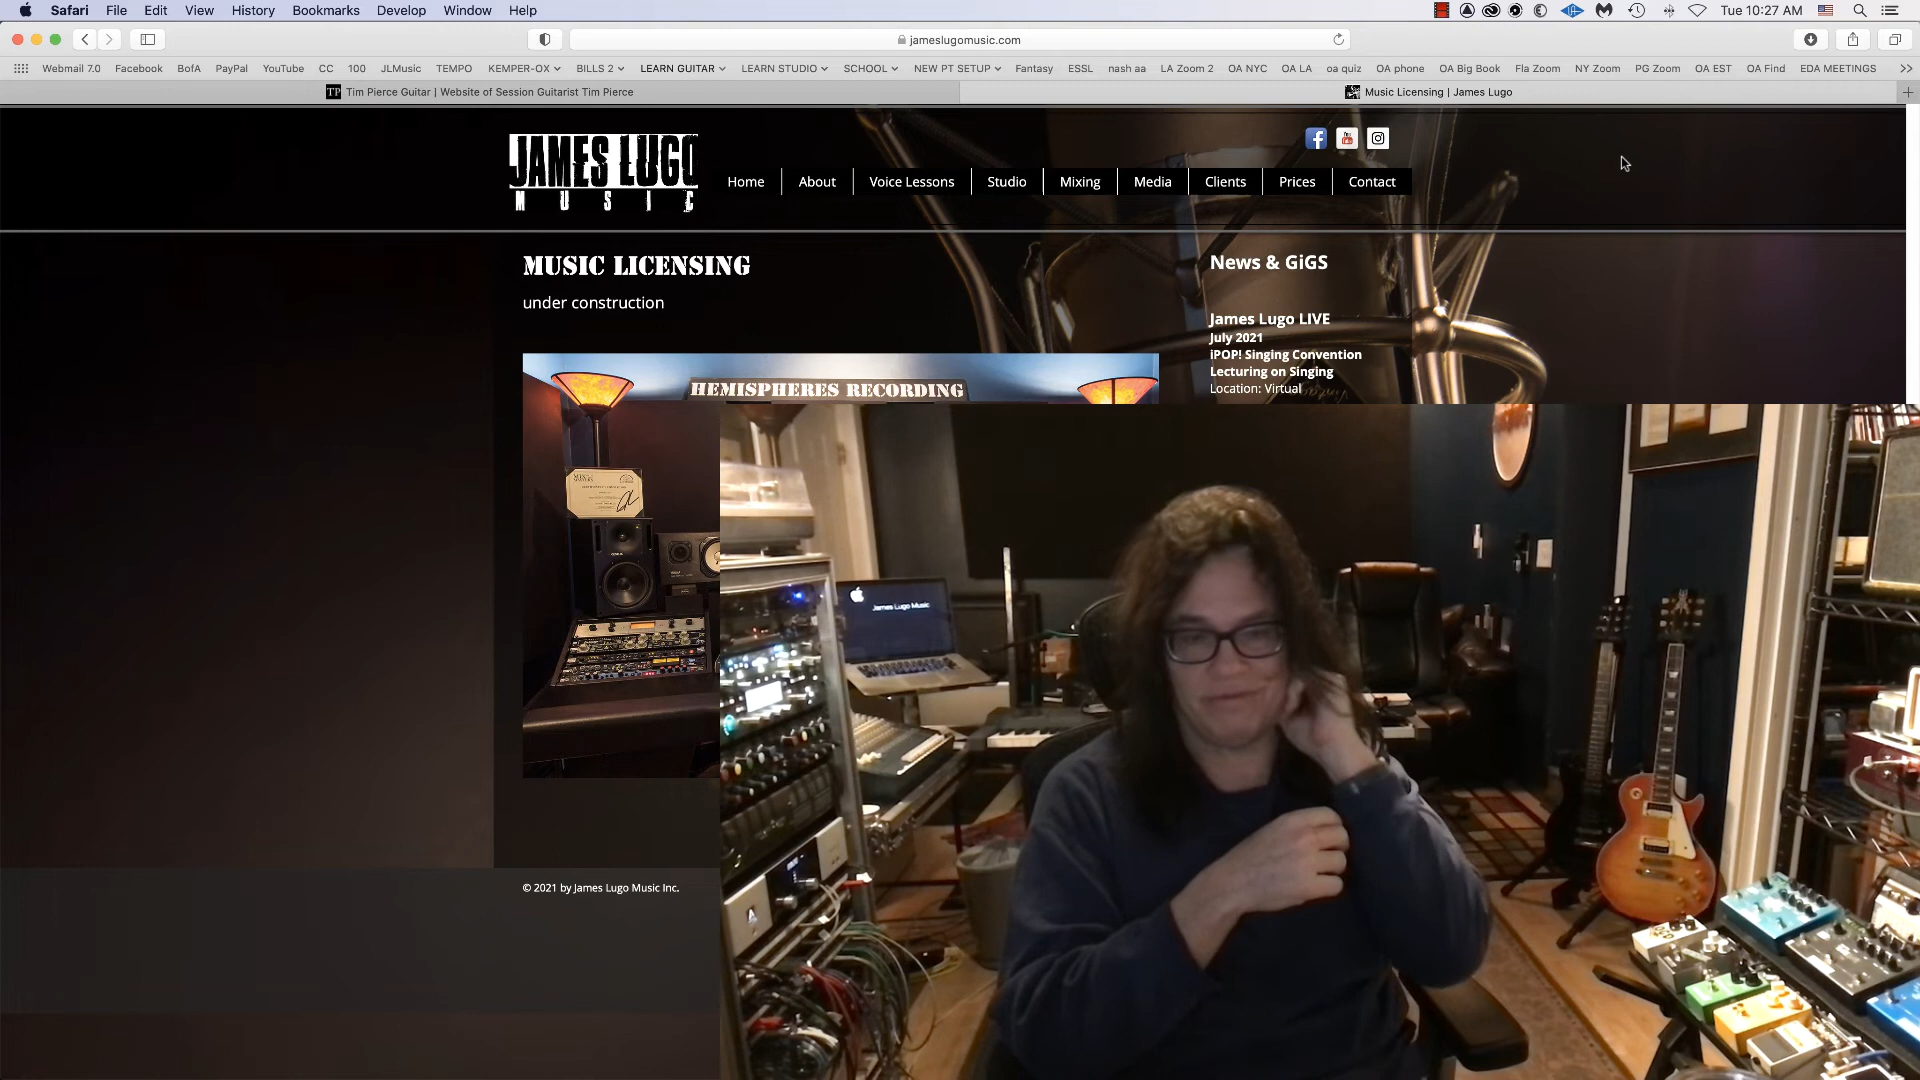 Safari File Edit View History Bookmarks Develop Window Help Tue 10:27 AM
jameslugomusic.com
Webmail 7.0 Facebook BofA PayPal YouTube CC 100 JLMusic TEMPO KEMPER-OX BILLS 2 LEARN GUITAR LEARN STUDIO SCHOOL NEW PT SETUP Fantasy ESSL nash aa LA Zoom 2 OA NYC OA LA oa quiz OA phone OA Big Book Fla Zoom NY Zoom PG Zoom OA EST OA Find EDA MEETINGS
TP Tim Pierce Guitar | Website of Session Guitarist Tim Pierce Music Licensing | James Lugo
JAMES LUGO
MUSIC
Home About Voice Lessons Studio Mixing Media Clients Prices Contact
MUSIC LICENSING
under construction
News & GiGS
James Lugo LIVE
July 2021
iPOP! Singing Convention
Lecturing on Singing
Location: Virtual
HEMISPHERES RECORDING
James Lugo Music
© 2021 by James Lugo Music Inc.